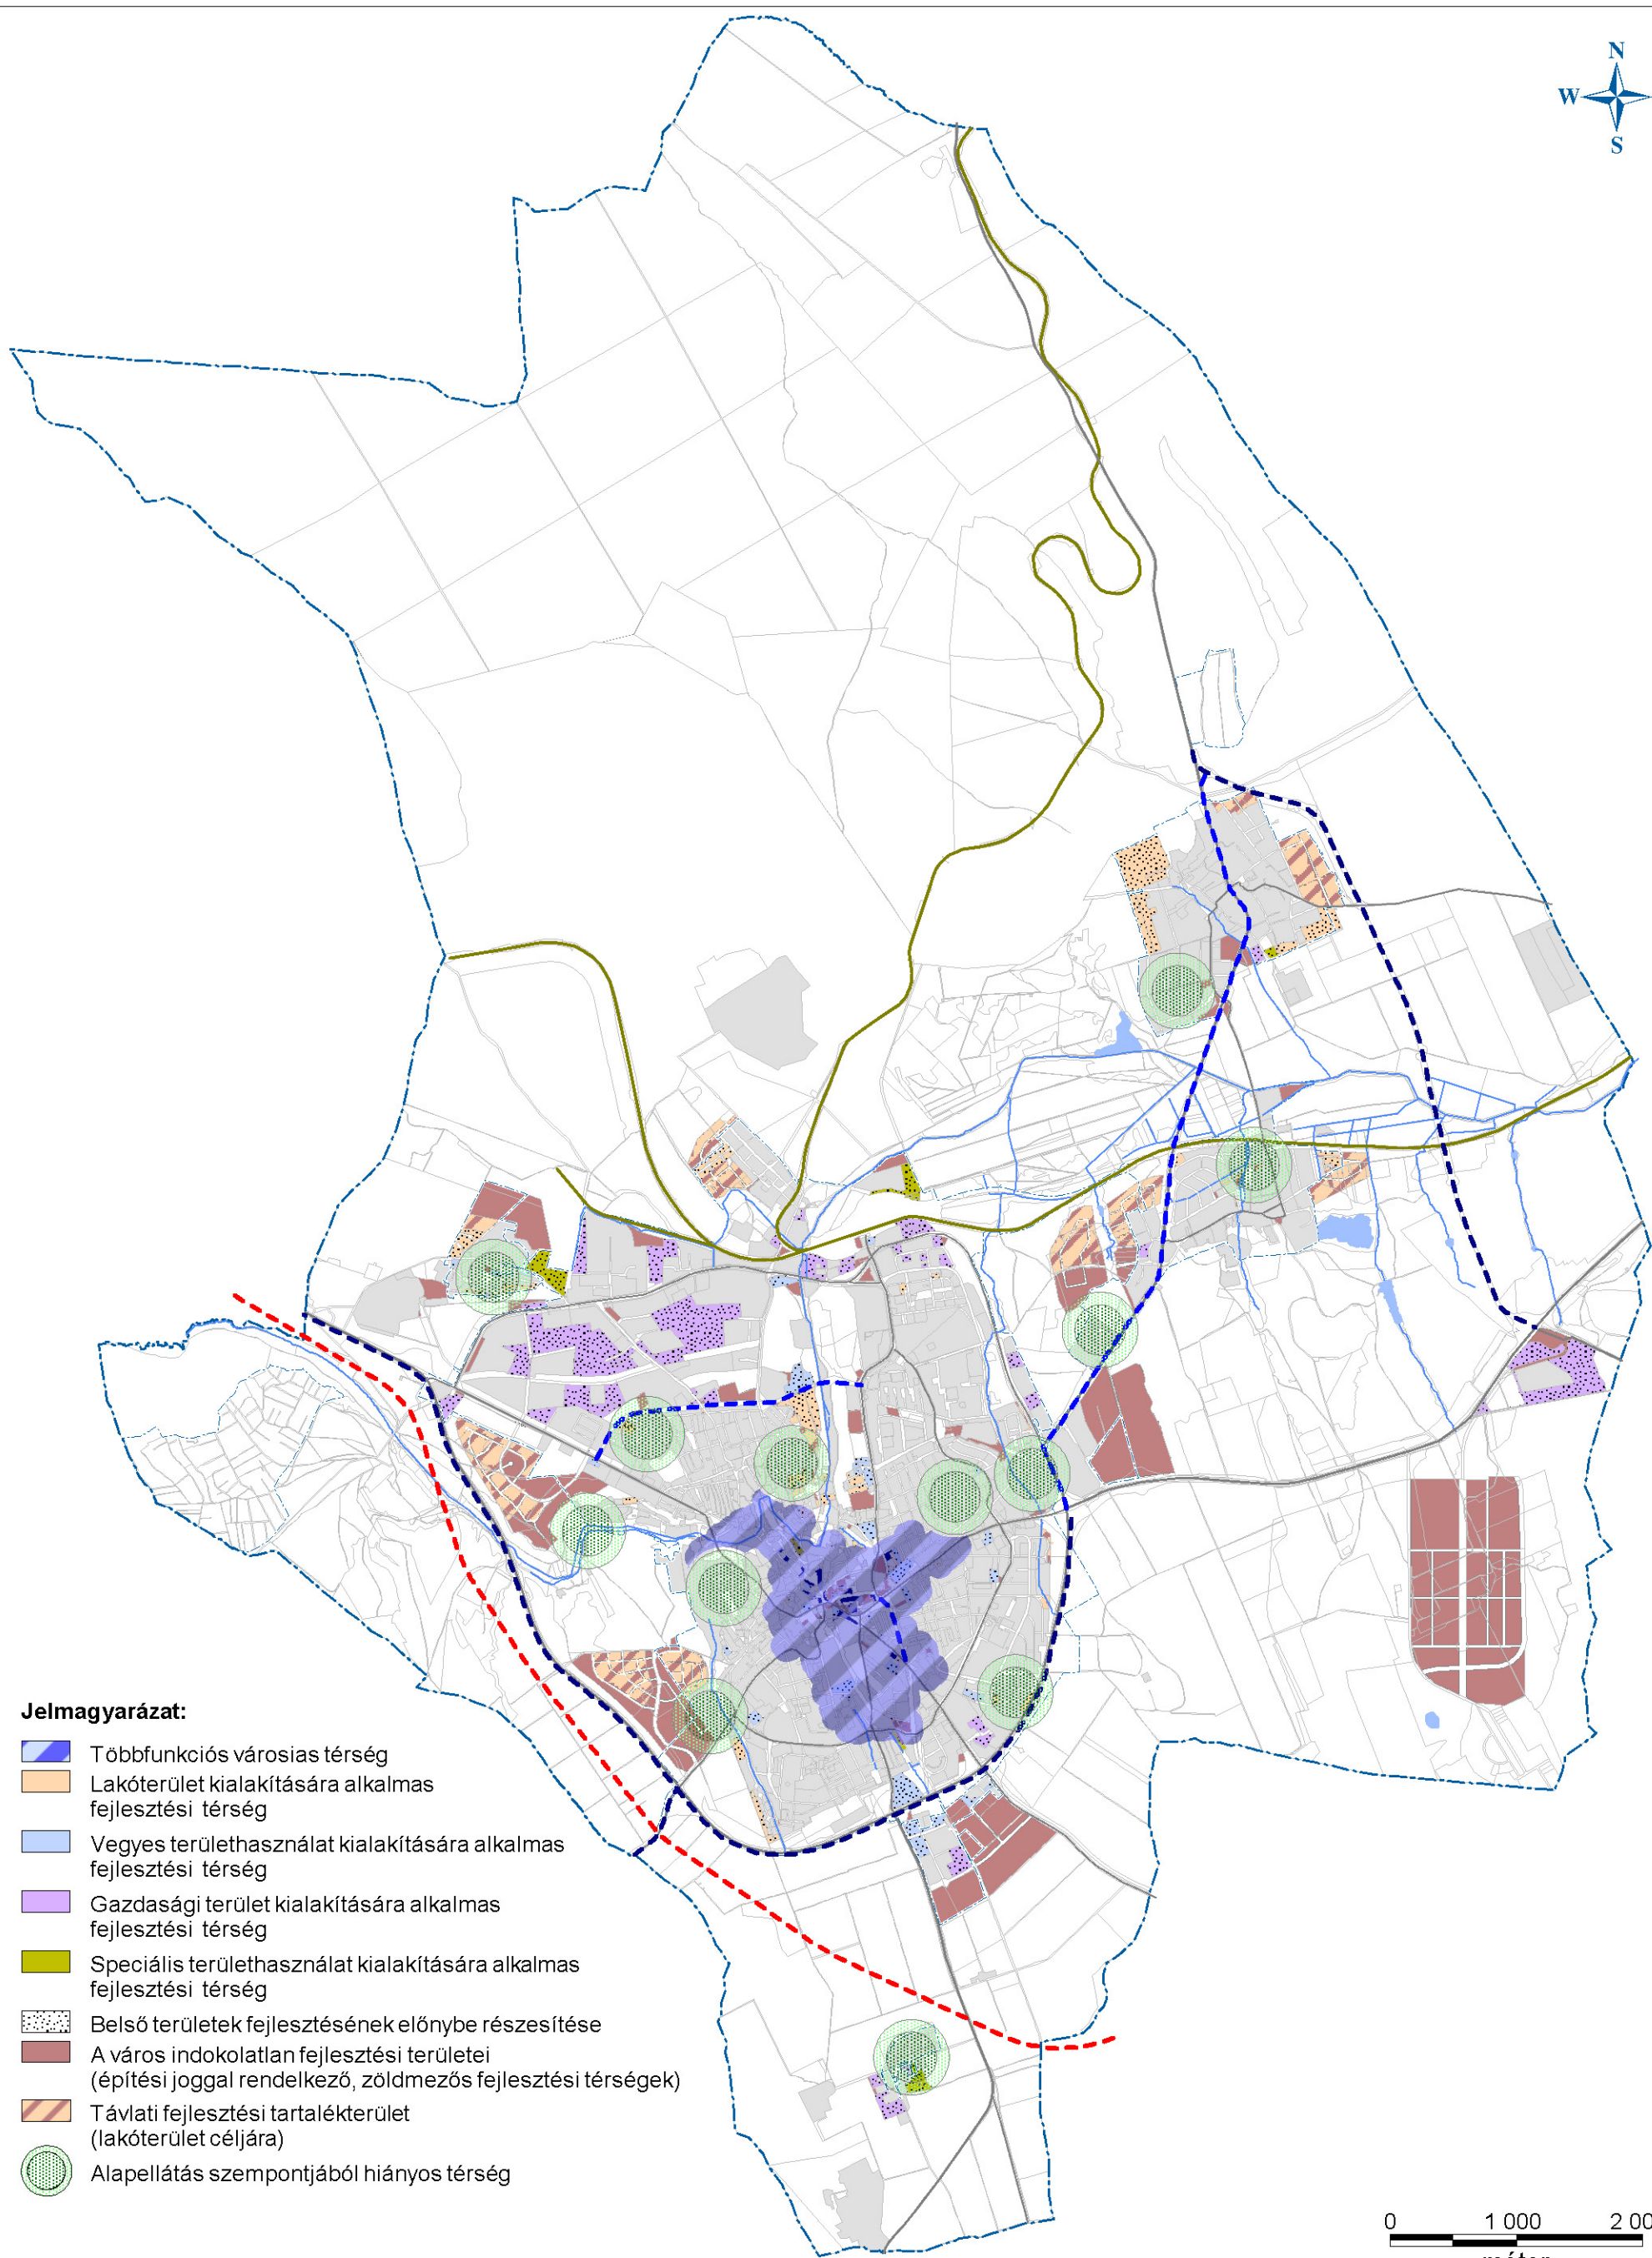 N
W
S
Jelmagyarázat:
Többfunkciós városias térség
Lakóterület kialakítására alkalmas
fejlesztési térség
Vegyes területhasználat kialakítására alkalmas
fejlesztési térség
Gazdasági terület kialakítására alkalmas
fejlesztési térség
Speciális területhasználat kialakítására alkalmas
fejlesztési térség
Belső területek fejlesztésének előnybe részesítése
A város indokolatlan fejlesztési területei
(építési joggal rendelkező, zöldmezős fejlesztési térségek)
Távlati fejlesztési tartalékterület
(lakóterület céljára)
Alapellátás szempontjából hiányos térség
0 1 000 2 00